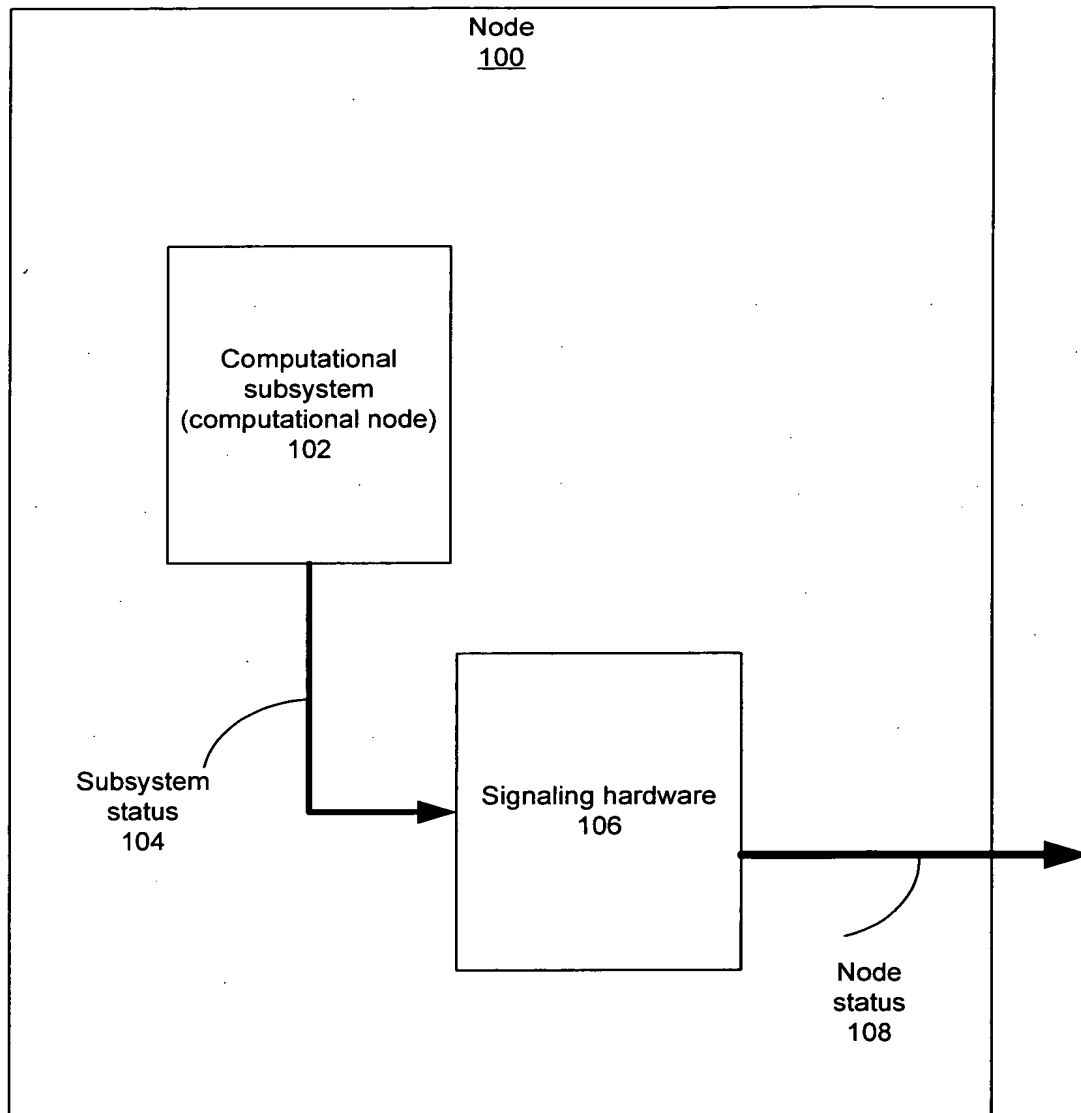 Node
100
Computational
subsystem
(computational node)
102
Subsystem
status
104
Signaling hardware
106
Node
status
108